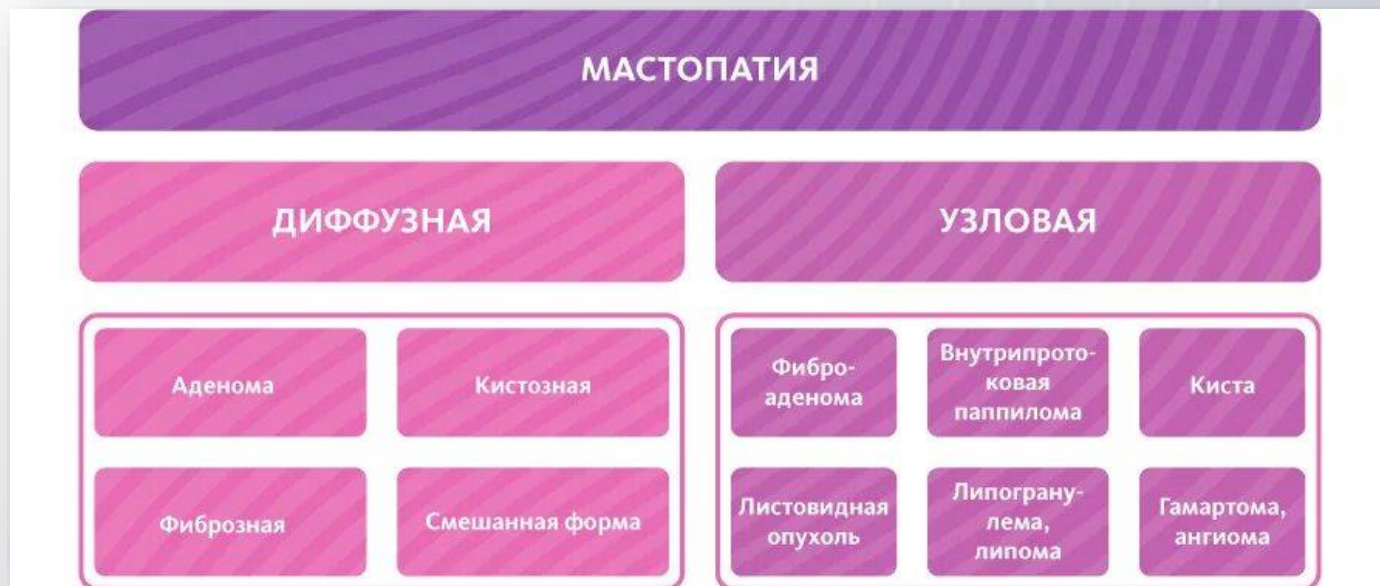 МАСТОПАТИЯ
ДИФФУЗНАЯ
УЗЛОВАЯ
Аденома
Кистозная
Фибро-
аденома
Внутрипрото-
ковая
паппилома
Киста
Фиброзная
Смешанная форма
Листовидная
опухоль
Липограну-
лема,
липома
Гамартома,
ангиома